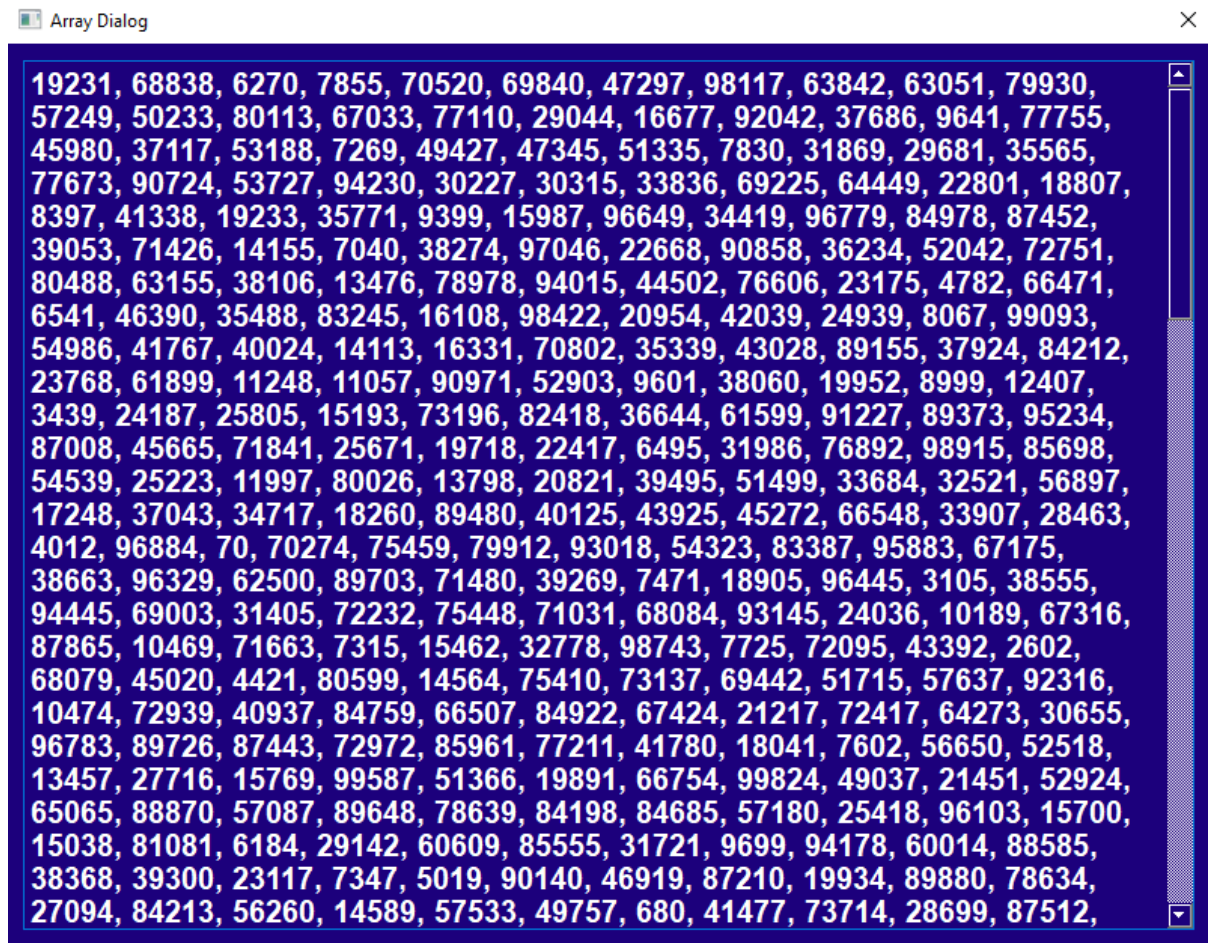 Array Dialog
19231, 68838, 6270, 7855, 70520, 69840, 47297, 98117, 63842, 63051, 79930,
57249, 50233, 80113, 67033, 77110, 29044, 16677, 92042, 37686, 9641, 77755,
45980, 37117, 53188, 7269, 49427, 47345, 51335, 7830, 31869, 29681, 35565,
77673, 90724, 53727, 94230, 30227, 30315, 33836, 69225, 64449, 22801, 18807,
8397, 41338, 19233, 35771, 9399, 15987, 96649, 34419, 96779, 84978, 87452,
39053, 71426, 14155, 7040, 38274, 97046, 22668, 90858, 36234, 52042, 72751,
80488, 63155, 38106, 13476, 78978, 94015, 44502, 76606, 23175, 4782, 66471,
6541, 46390, 35488, 83245, 16108, 98422, 20954, 42039, 24939, 8067, 99093,
54986, 41767, 40024, 14113, 16331, 70802, 35339, 43028, 89155, 37924, 84212,
23768, 61899, 11248, 11057, 90971, 52903, 9601, 38060, 19952, 8999, 12407,
3439, 24187, 25805, 15193, 73196, 82418, 36644, 61599, 91227, 89373, 95234,
87008, 45665, 71841, 25671, 19718, 22417, 6495, 31986, 76892, 98915, 85698,
54539, 25223, 11997, 80026, 13798, 20821, 39495, 51499, 33684, 32521, 56897,
17248, 37043, 34717, 18260, 89480, 40125, 43925, 45272, 66548, 33907, 28463,
4012, 96884, 70, 70274, 75459, 79912, 93018, 54323, 83387, 95883, 67175,
38663, 96329, 62500, 89703, 71480, 39269, 7471, 18905, 96445, 3105, 38555,
94445, 69003, 31405, 72232, 75448, 71031, 68084, 93145, 24036, 10189, 67316,
87865, 10469, 71663, 7315, 15462, 32778, 98743, 7725, 72095, 43392, 2602,
68079, 45020, 4421, 80599, 14564, 75410, 73137, 69442, 51715, 57637, 92316,
10474, 72939, 40937, 84759, 66507, 84922, 67424, 21217, 72417, 64273, 30655,
96783, 89726, 87443, 72972, 85961, 77211, 41780, 18041, 7602, 56650, 52518,
13457, 27716, 15769, 99587, 51366, 19891, 66754, 99824, 49037, 21451, 52924,
65065, 88870, 57087, 89648, 78639, 84198, 84685, 57180, 25418, 96103, 15700,
15038, 81081, 6184, 29142, 60609, 85555, 31721, 9699, 94178, 60014, 88585,
38368, 39300, 23117, 7347, 5019, 90140, 46919, 87210, 19934, 89880, 78634,
27094, 84213, 56260, 14589, 57533, 49757, 680, 41477, 73714, 28699, 87512,